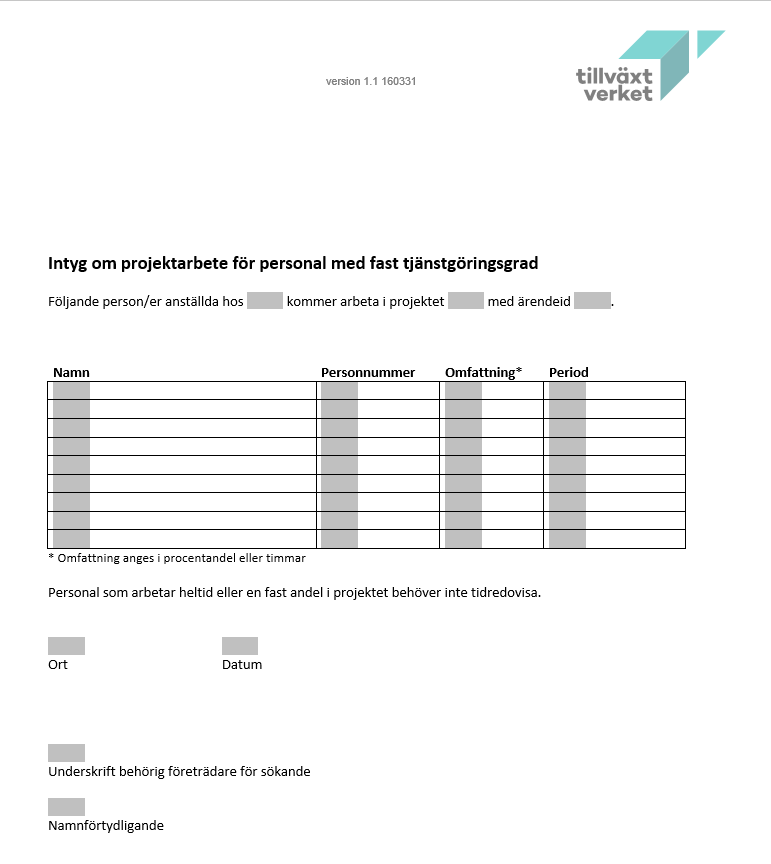 version 1.1 160331
tillväxt
verket
Intyg om projektarbete för personal med fast tjänstgöringsgrad
Följande person/er anställda hos kommer arbeta i projektet med ärendeid .
Namn Personnummer Omfattning* Period
* Omfattning anges i procentandel eller timmar
Personal som arbetar heltid eller en fast andel i projektet behöver inte tidredovisa.
Ort Datum
Underskrift behörig företrädare för sökande
Namnförtydligande